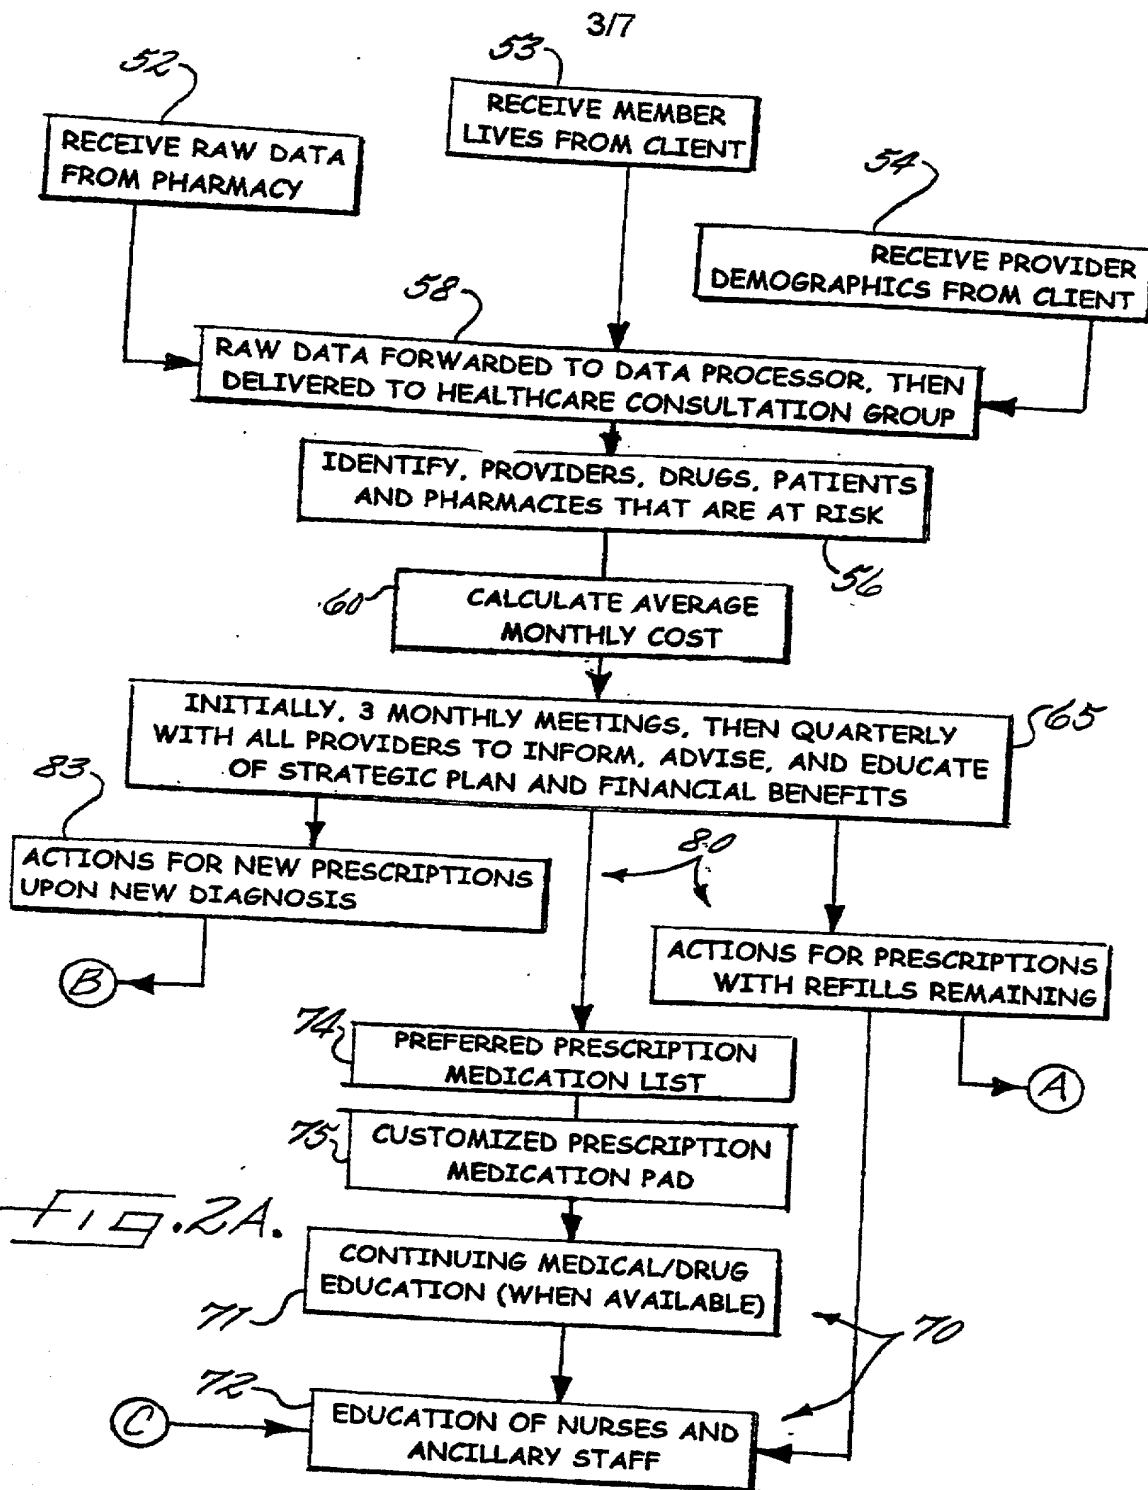 3/7
52
53
RECEIVE MEMBER
LIVES FROM CLIENT
RECEIVE RAW DATA
FROM PHARMACY
54
RECEIVE PROVIDER
DEMOGRAPHICS FROM CLIENT
58
RAW DATA FORWARDED TO DATA PROCESSOR, THEN
DELIVERED TO HEALTHCARE CONSULTATION GROUP
IDENTIFY, PROVIDERS, DRUGS, PATIENTS
AND PHARMACIES THAT ARE AT RISK
56
60
CALCULATE AVERAGE
MONTHLY COST
INITIALLY, 3 MONTHLY MEETINGS, THEN QUARTERLY
WITH ALL PROVIDERS TO INFORM, ADVISE, AND EDUCATE
OF STRATEGIC PLAN AND FINANCIAL BENEFITS
65
83
80
ACTIONS FOR NEW PRESCRIPTIONS
UPON NEW DIAGNOSIS
B
ACTIONS FOR PRESCRIPTIONS
WITH REFILLS REMAINING
A
74
PREFERRED PRESCRIPTION
MEDICATION LIST
75
CUSTOMIZED PRESCRIPTION
MEDICATION PAD
Fig. 2A.
CONTINUING MEDICAL/DRUG
EDUCATION (WHEN AVAILABLE)
71
70
72
C
EDUCATION OF NURSES AND
ANCILLARY STAFF